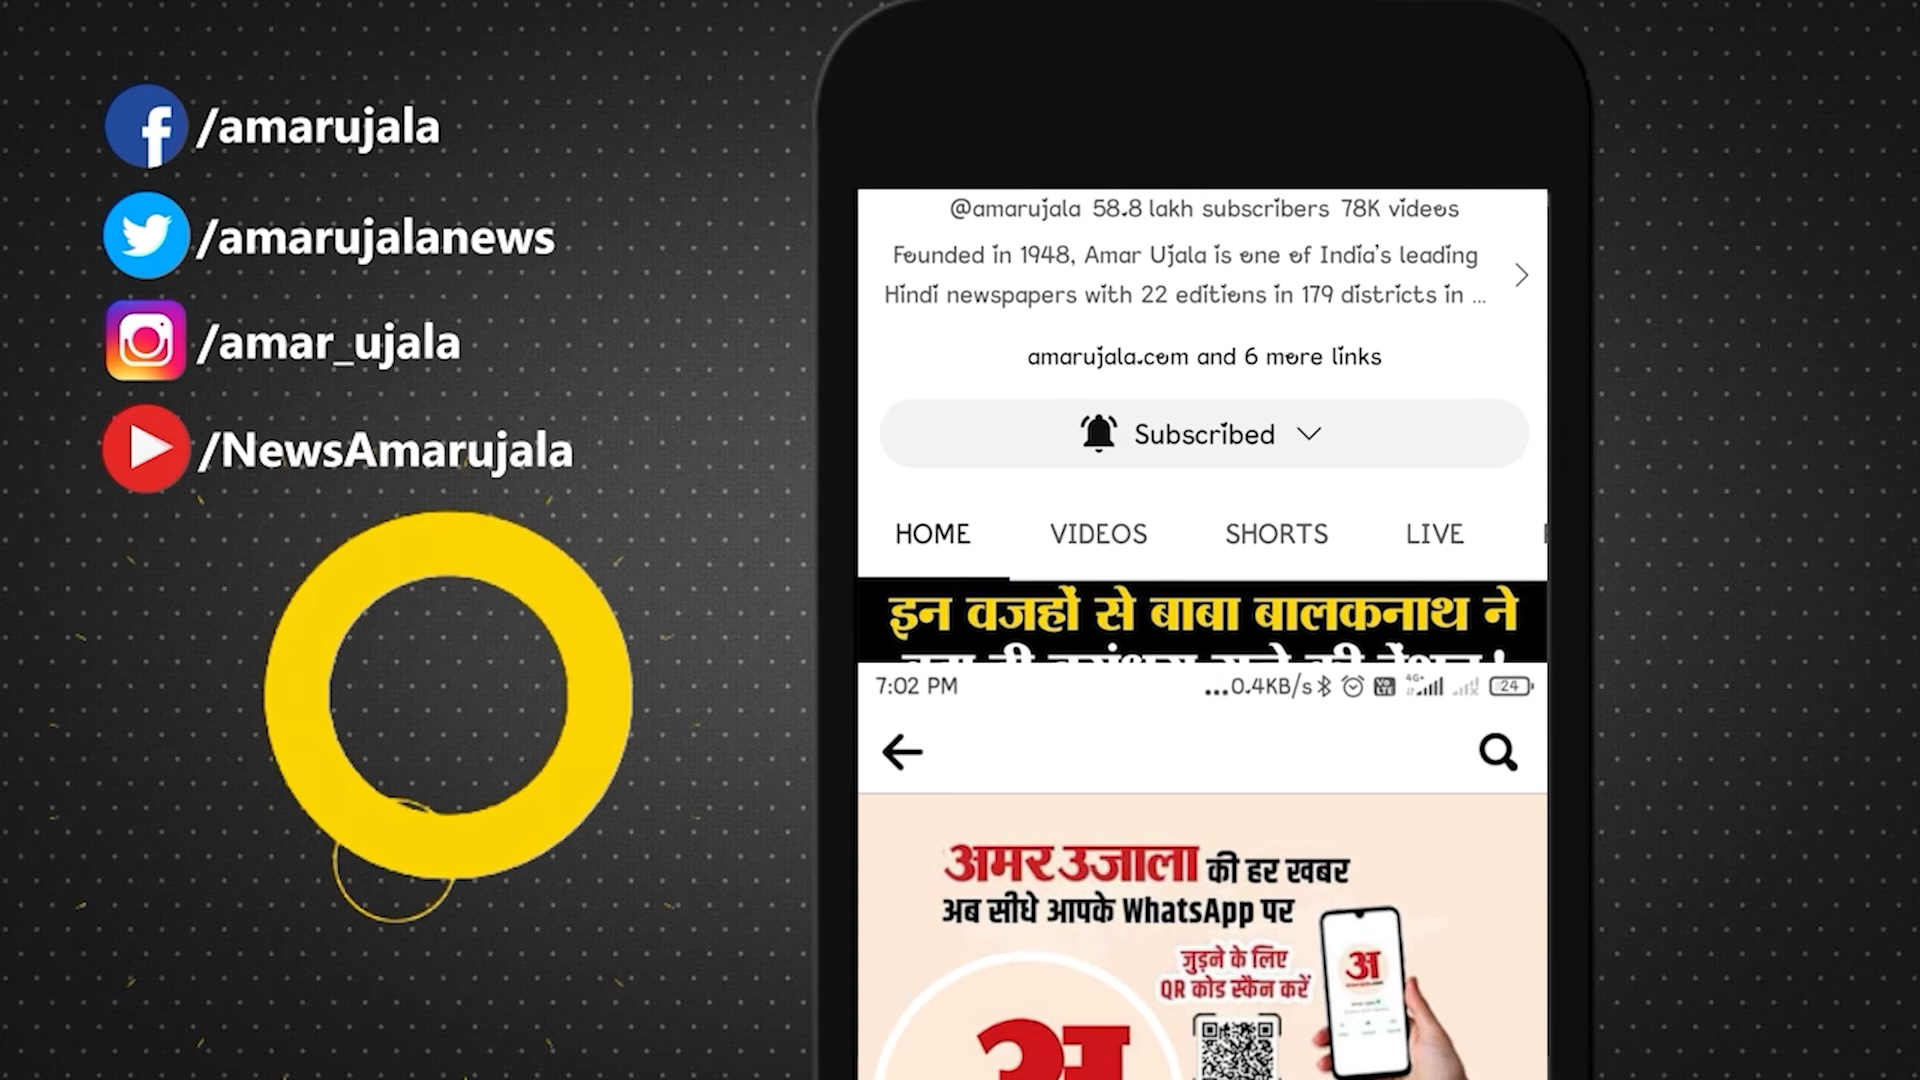 /amarujala
/amarujalanews
/amar_ujala
/NewsAmarujala
@amarujala 58.8 lakh subscribers 78K videos
Founded in 1948, Amar Ujala is one of India's leading
Hindi newspapers with 22 editions in 179 districts in ...
amarujala.com and 6 more links
Subscribed
HOME VIDEOS SHORTS LIVE
इन वजहों से बाबा बालकनाथ ने
7:02 PM ...0.4KB/s 4G+ 24
अमर उजाला की हर खबर
अब सीधे आपके WhatsApp पर
जुड़ने के लिए
QR कोड स्कैन करें
अ
अ